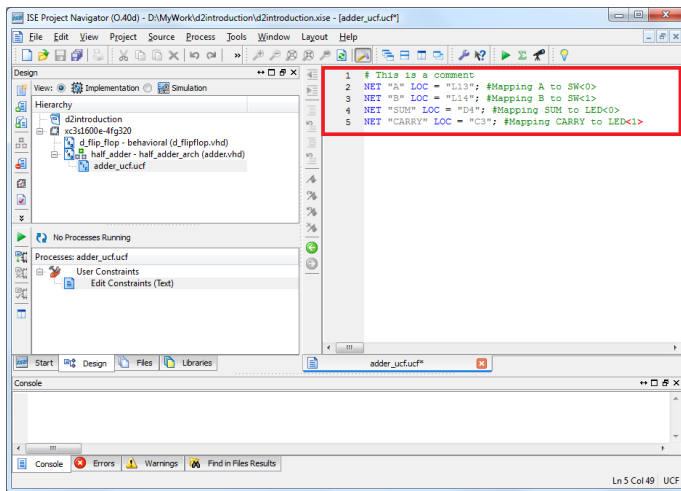 ISE Project Navigator (O.40d) - D:\MyWork\d2introduction\d2introduction.xise - [adder_ucf.ucf*]
File Edit View Project Source Process Tools Window Layout Help
Design
View: Implementation Simulation
Hierarchy
d2introduction
xc3s1600e-4fg320
d_flip_flop - behavioral (d_flipflop.vhd)
half_adder - half_adder_arch (adder.vhd)
adder_ucf.ucf
No Processes Running
Processes: adder_ucf.ucf
User Constraints
Edit Constraints (Text)
1 # This is a comment
2 NET "A" LOC = "L13"; #Mapping A to SW<0>
3 NET "B" LOC = "L14"; #Mapping B to SW<1>
4 NET "SUM" LOC = "D4"; #Mapping SUM to LED<0>
5 NET "CARRY" LOC = "C3"; #Mapping CARRY to LED<1>
Start Design Files Libraries
adder_ucf.ucf*
Console
Console Errors Warnings Find in Files Results
Ln 5 Col 49 UCF